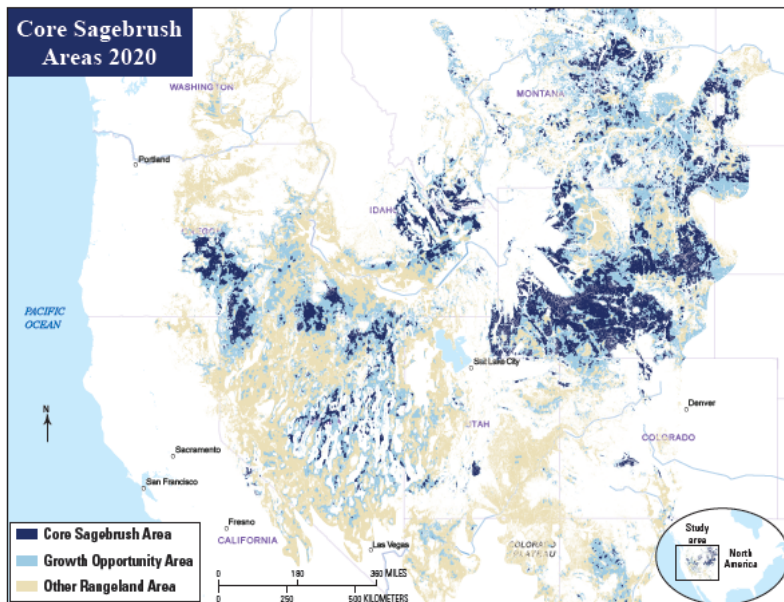 Core Sagebrush
Areas 2020
WASHINGTON
MONTANA
Portland
IDAHO
OREGO
PACIFIC
OCEAN
Salt Lake City
N
Denver
UTAH
COLORADO
Sacramento
San Francisco
Fresno
CALIFORNIA
Las Vegas
COLORADO
PLATEAU
Study
area
North
America
Core Sagebrush Area
Growth Opportunity Area
Other Rangeland Area
0 180 360 MILES
0 250 500 KILOMETERS